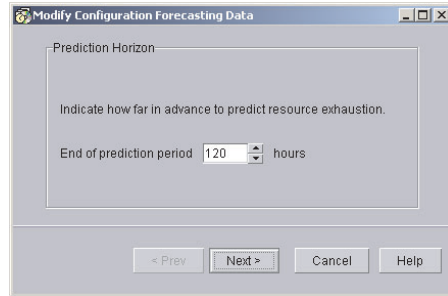 Modify Configuration Forecasting Data
Prediction Horizon
Indicate how far in advance to predict resource exhaustion.
End of prediction period 120 hours
< Prev Next > Cancel Help